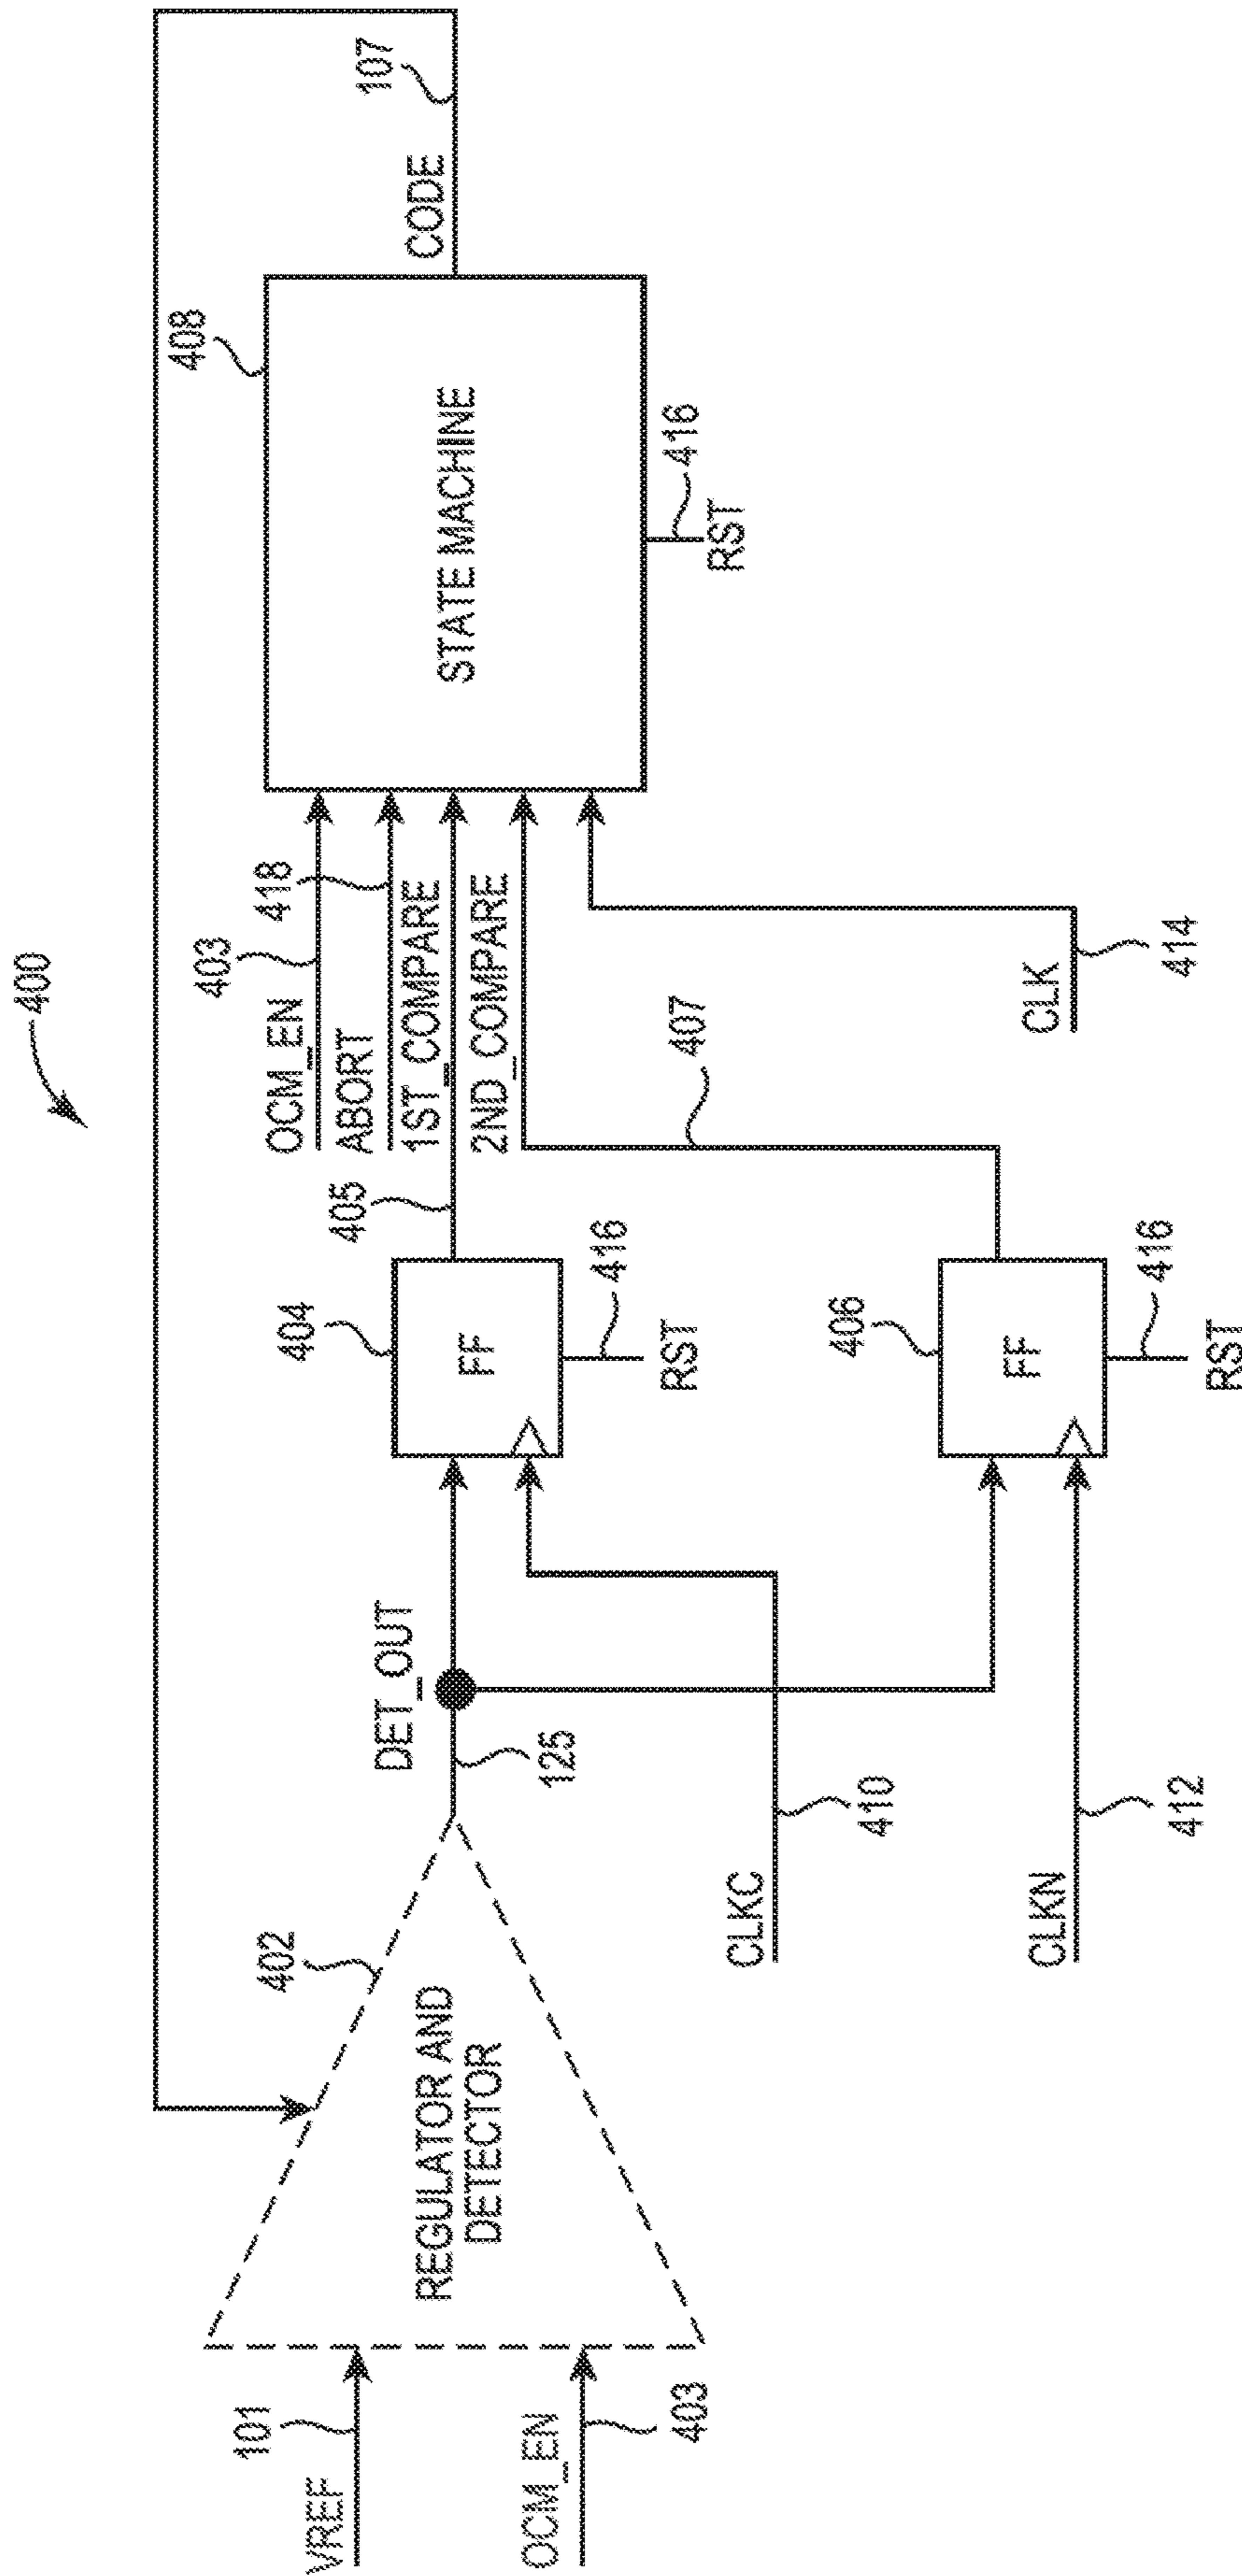 400
VREF
101
OCM_EN
403
REGULATOR AND
DETECTOR
402
DET_OUT
125
CLKC
410
CLKN
412
FF
404
RST
416
FF
406
RST
416
405
407
OCM_EN
403
ABORT
418
1ST_COMPARE
2ND_COMPARE
CLK
414
STATE MACHINE
408
RST
416
CODE
107